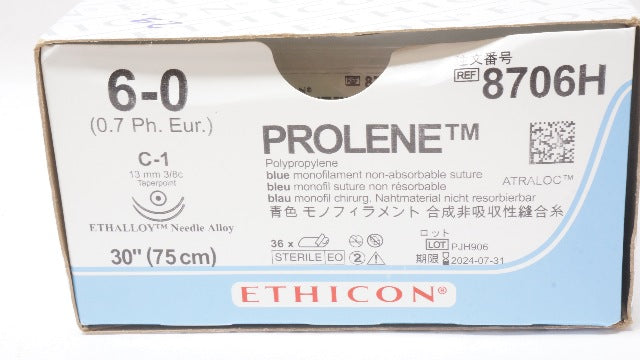 注文番号
REF 8706H
6-0
(0.7 Ph. Eur.)
C-1
13 mm 3/8c
Taperpoint
ETHALLOY™ Needle Alloy
30" (75 cm)
PROLENE™
Polypropylene
blue monofilament non-absorbable suture
bleu monofil suture non résorbable
blau monofil chirurg. Nahtmaterial nicht resorbierbar
青色 モノフィラメント 合成非吸収性縫合糸
ATRALOC™
36 x
STERILE EO
2
ロット
LOT PJH906
期限 2024-07-31
ETHICON®